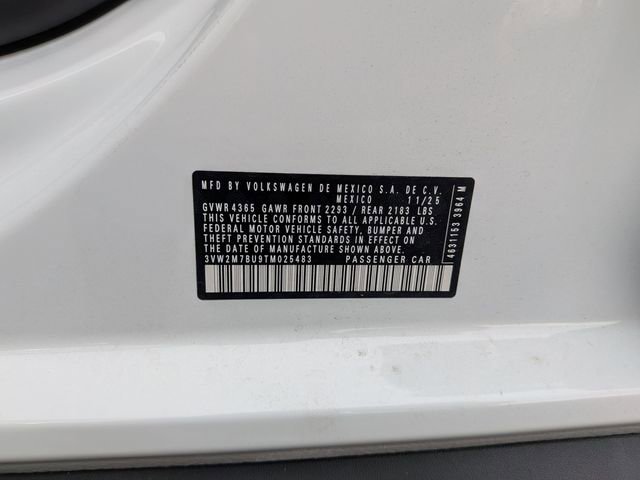 MFD BY VOLKSWAGEN DE MEXICO S.A. DE C.V.
MEXICO 11/25
GVWR 4365 GAWR FRONT 2293 / REAR 2183 LBS
THIS VEHICLE CONFORMS TO ALL APPLICABLE U.S.
FEDERAL MOTOR VEHICLE SAFETY, BUMPER AND
THEFT PREVENTION STANDARDS IN EFFECT ON
THE DATE OF MANUFACTURE SHOWN ABOVE.
3VW2M7BU9TM025483 PASSENGER CAR
4631153 3964 M